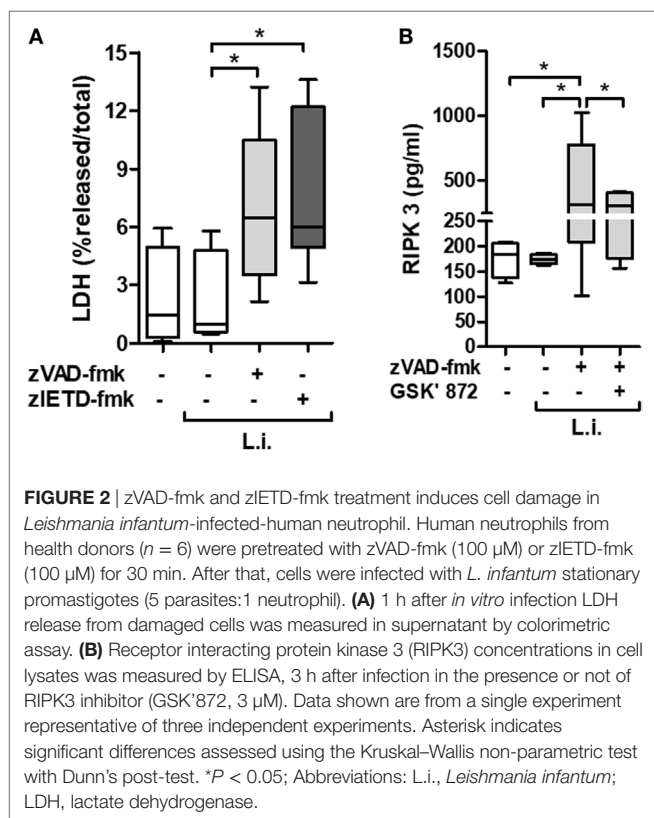 A
B
*
*
*
*
*
LDH (%released/total)
15
12
9
6
3
0
RIPK 3 (pg/ml)
1500
1000
500
250
200
150
100
50
0
zVAD-fmk - - + -
zIETD-fmk - - - +
L.i.
zVAD-fmk - - + +
GSK' 872 - - - +
L.i.
FIGURE 2 | zVAD-fmk and zIETD-fmk treatment induces cell damage in
Leishmania infantum-infected-human neutrophil. Human neutrophils from
health donors (n = 6) were pretreated with zVAD-fmk (100 µM) or zIETD-fmk
(100 µM) for 30 min. After that, cells were infected with L. infantum stationary
promastigotes (5 parasites:1 neutrophil). (A) 1 h after in vitro infection LDH
release from damaged cells was measured in supernatant by colorimetric
assay. (B) Receptor interacting protein kinase 3 (RIPK3) concentrations in cell
lysates was measured by ELISA, 3 h after infection in the presence or not of
RIPK3 inhibitor (GSK'872, 3 µM). Data shown are from a single experiment
representative of three independent experiments. Asterisk indicates
significant differences assessed using the Kruskal–Wallis non-parametric test
with Dunn's post-test. *P < 0.05; Abbreviations: L.i., Leishmania infantum;
LDH, lactate dehydrogenase.